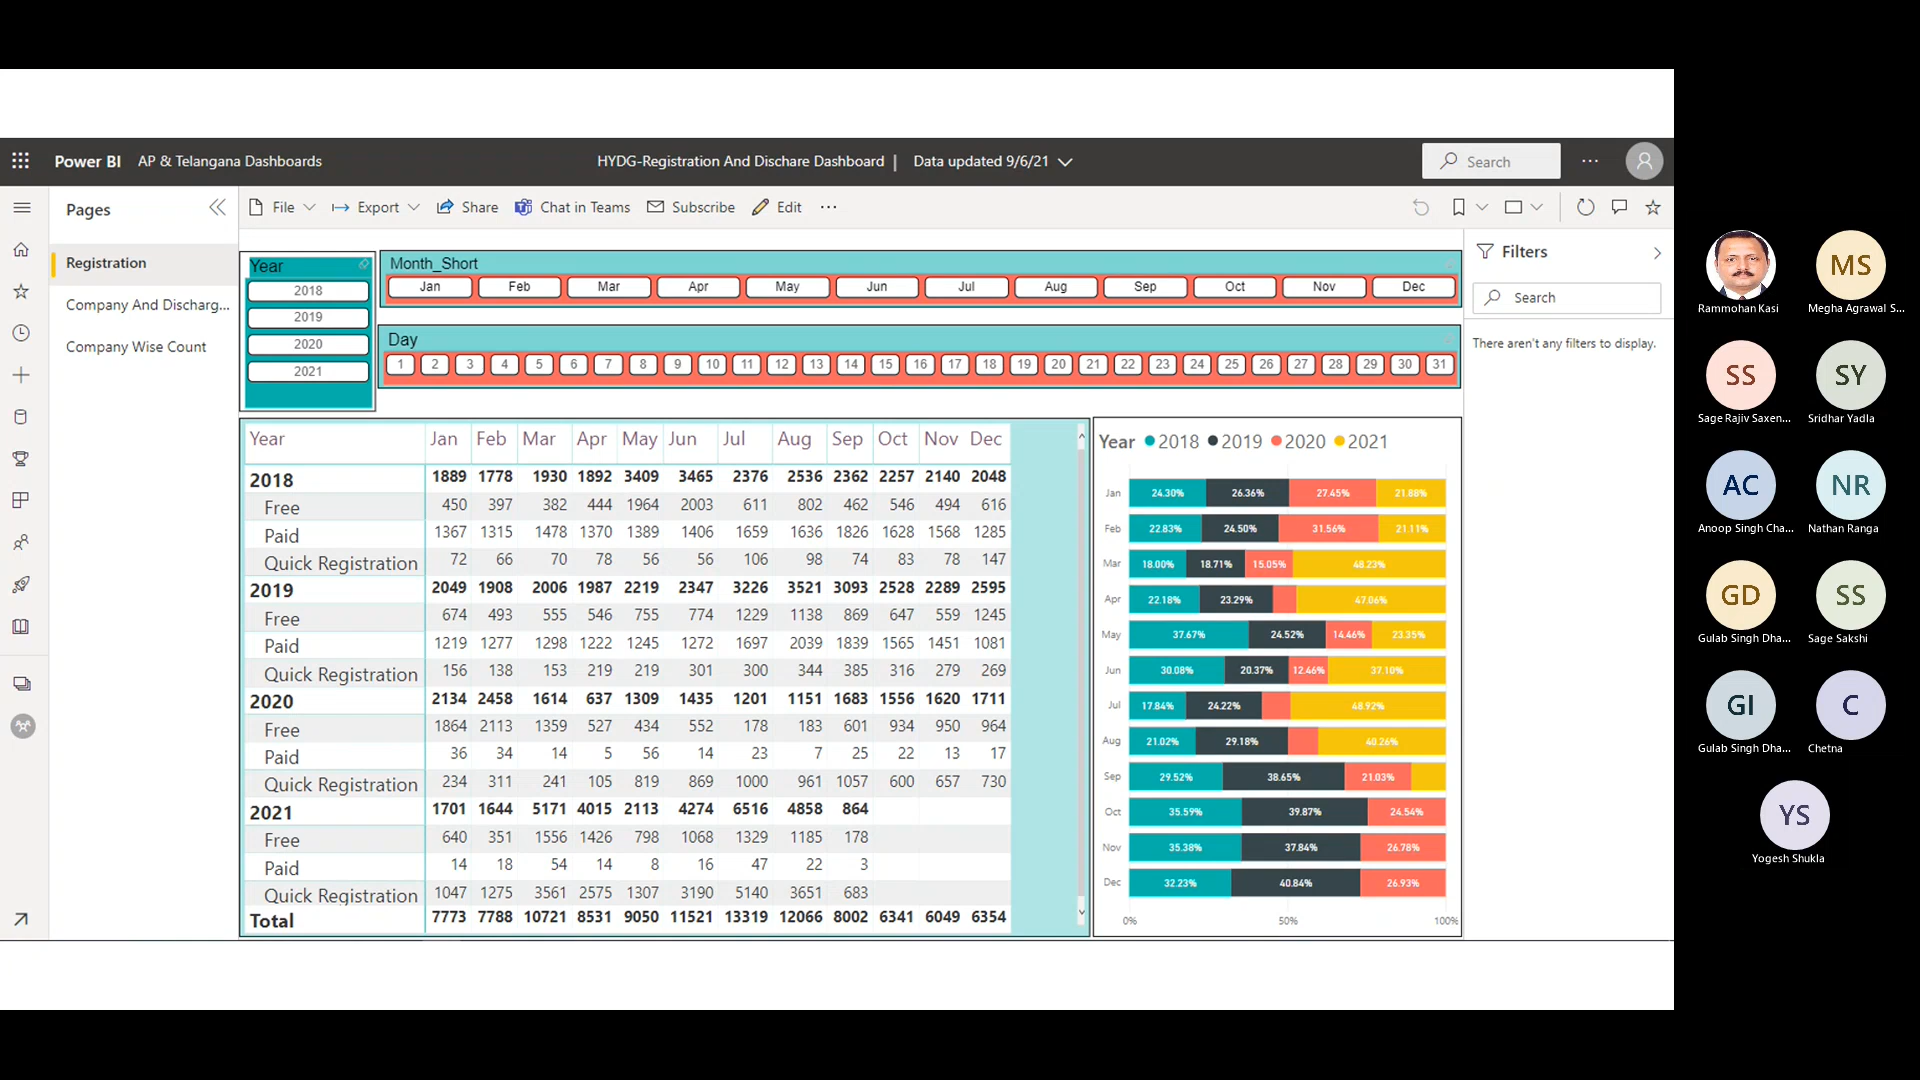 Power BI AP & Telangana Dashboards HYDG-Registration And Dischare Dashboard | Data updated 9/6/21 Search ...
Pages File Export Share Chat in Teams Subscribe Edit ...
Registration
Company And Discharg...
Company Wise Count
Year
2018
2019
2020
2021
Month_Short
Jan Feb Mar Apr May Jun Jul Aug Sep Oct Nov Dec
Day
1 2 3 4 5 6 7 8 9 10 11 12 13 14 15 16 17 18 19 20 21 22 23 24 25 26 27 28 29 30 31
Filters
Search
There aren't any filters to display.
Year Jan Feb Mar Apr May Jun Jul Aug Sep Oct Nov Dec
2018 1889 1778 1930 1892 3409 3465 2376 2536 2362 2257 2140 2048
Free 450 397 382 444 1964 2003 611 802 462 546 494 616
Paid 1367 1315 1478 1370 1389 1406 1659 1636 1826 1628 1568 1285
Quick Registration 72 66 70 78 56 56 106 98 74 83 78 147
2019 2049 1908 2006 1987 2219 2347 3226 3521 3093 2528 2289 2595
Free 674 493 555 546 755 774 1229 1138 869 647 559 1245
Paid 1219 1277 1298 1222 1245 1272 1697 2039 1839 1565 1451 1081
Quick Registration 156 138 153 219 219 301 300 344 385 316 279 269
2020 2134 2458 1614 637 1309 1435 1201 1151 1683 1556 1620 1711
Free 1864 2113 1359 527 434 552 178 183 601 934 950 964
Paid 36 34 14 5 56 14 23 7 25 22 13 17
Quick Registration 234 311 241 105 819 869 1000 961 1057 600 657 730
2021 1701 1644 5171 4015 2113 4274 6516 4858 864
Free 640 351 1556 1426 798 1068 1329 1185 178
Paid 14 18 54 14 8 16 47 22 3
Quick Registration 1047 1275 3561 2575 1307 3190 5140 3651 683
Total 7773 7788 10721 8531 9050 11521 13319 12066 8002 6341 6049 6354
Year 2018 2019 2020 2021
Jan 24.30% 26.36% 27.45% 21.88%
Feb 22.83% 24.50% 31.56% 21.11%
Mar 18.00% 18.71% 15.05% 48.23%
Apr 22.18% 23.29% 47.06%
May 37.67% 24.52% 14.46% 23.35%
Jun 30.08% 20.37% 12.46% 37.10%
Jul 17.84% 24.22% 48.92%
Aug 21.02% 29.18% 40.26%
Sep 29.52% 38.65% 21.03%
Oct 35.59% 39.87% 24.54%
Nov 35.38% 37.84% 26.78%
Dec 32.23% 40.84% 26.93%
0% 50% 100%
MS
Rammohan Kasi Megha Agrawal S...
SS SY
Sage Rajiv Saxen... Sridhar Yadla
AC NR
Anoop Singh Cha... Nathan Ranga
GD SS
Gulab Singh Dha... Sage Sakshi
GI C
Gulab Singh Dha... Chetna
YS
Yogesh Shukla